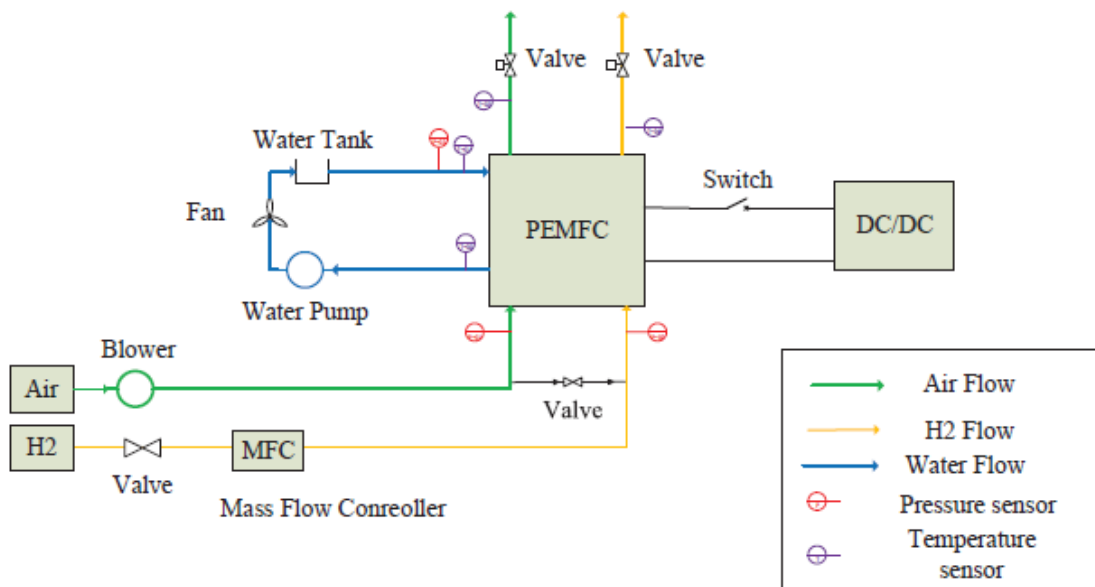 Valve
Valve
Water Tank
Fan
Water Pump
PEMFC
Switch
DC/DC
Blower
Air
Valve
H2
Valve
MFC
Mass Flow Conreoller
Air Flow
H2 Flow
Water Flow
Pressure sensor
Temperature
sensor